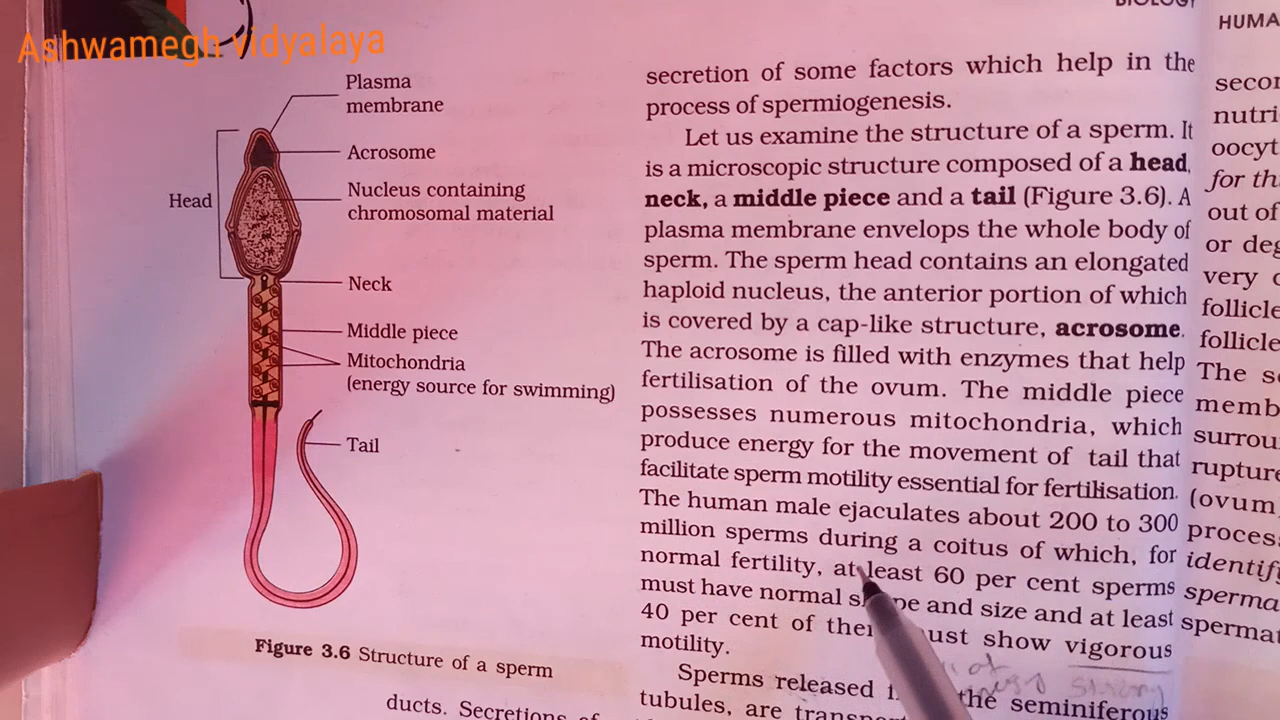 Ashwamegh vidyalaya
BIOLOGY
Plasma
membrane
Acrosome
Head
Nucleus containing
chromosomal material
Neck
Middle piece
Mitochondria
(energy source for swimming)
Tail
Figure 3.6 Structure of a sperm
ducts. Secretions of
secretion of some factors which help in the
process of spermiogenesis.
Let us examine the structure of a sperm. It
is a microscopic structure composed of a head,
neck, a middle piece and a tail (Figure 3.6). A
plasma membrane envelops the whole body of
sperm. The sperm head contains an elongated
haploid nucleus, the anterior portion of which
is covered by a cap-like structure, acrosome.
The acrosome is filled with enzymes that help
fertilisation of the ovum. The middle piece
possesses numerous mitochondria, which
produce energy for the movement of tail that
facilitate sperm motility essential for fertilisation.
The human male ejaculates about 200 to 300
million sperms during a coitus of which, for
normal fertility, at least 60 per cent sperms
must have normal and size and at least
40 per cent of must show vigorous
motility.
Sperms released the seminiferous
tubules, are
HUMA
secon
nutri
oocyt
for th
out of
or deg
very
follicle
follicle
The
memb
surrou
rupture
(ovum
process
identify
sperma
spermat